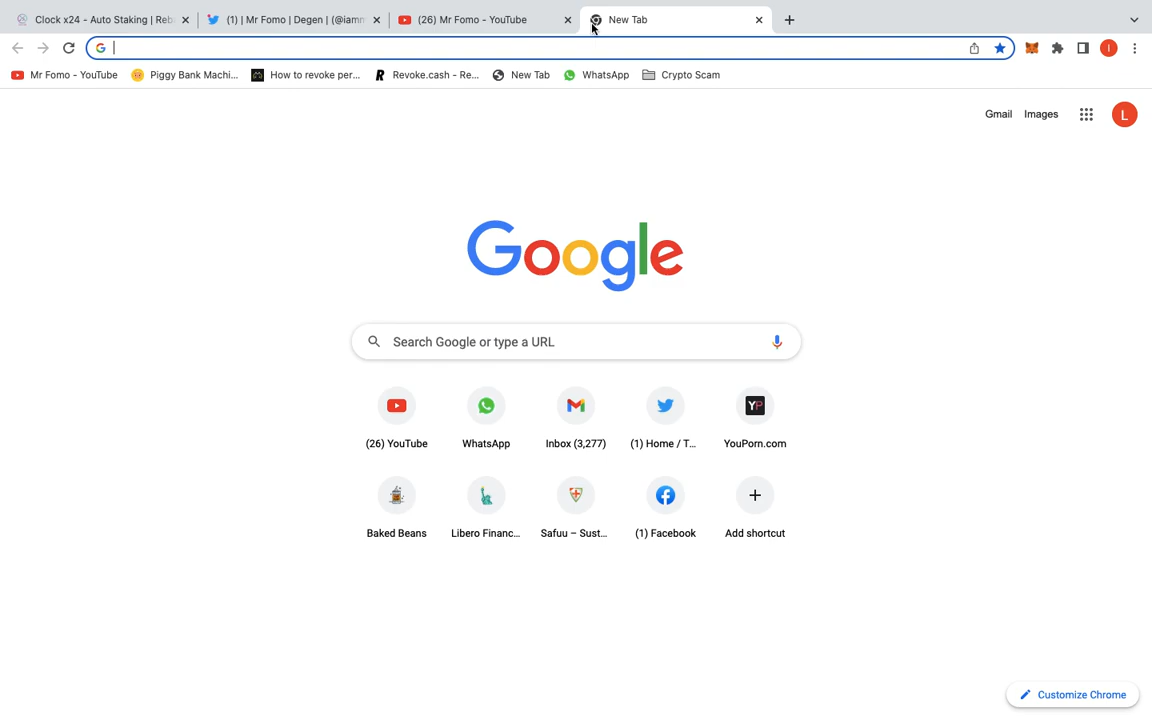 Clock x24 - Auto Staking | Reb
(1) | Mr Fomo | Degen | (@iamm
(26) Mr Fomo - YouTube
New Tab
Mr Fomo - YouTube
Piggy Bank Machi...
How to revoke per...
Revoke.cash - Re...
New Tab
WhatsApp
Crypto Scam
I
Gmail
Images
L
Google
Search Google or type a URL
YP
(26) YouTube
WhatsApp
Inbox (3,277)
(1) Home / T...
YouPorn.com
Baked Beans
Libero Financ...
Safuu – Sust...
(1) Facebook
Add shortcut
Customize Chrome